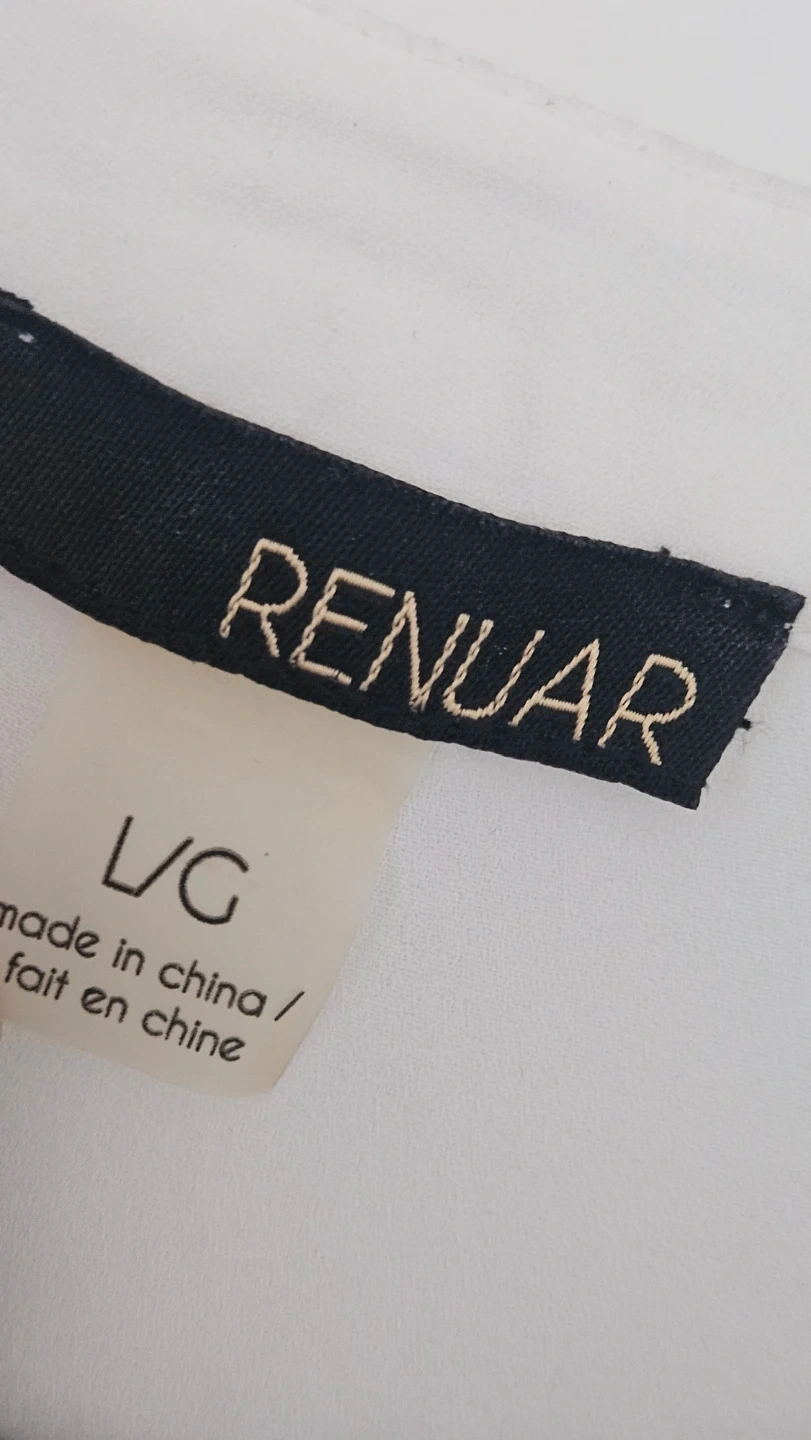 RENUAR
L/G
made in china /
fait en chine